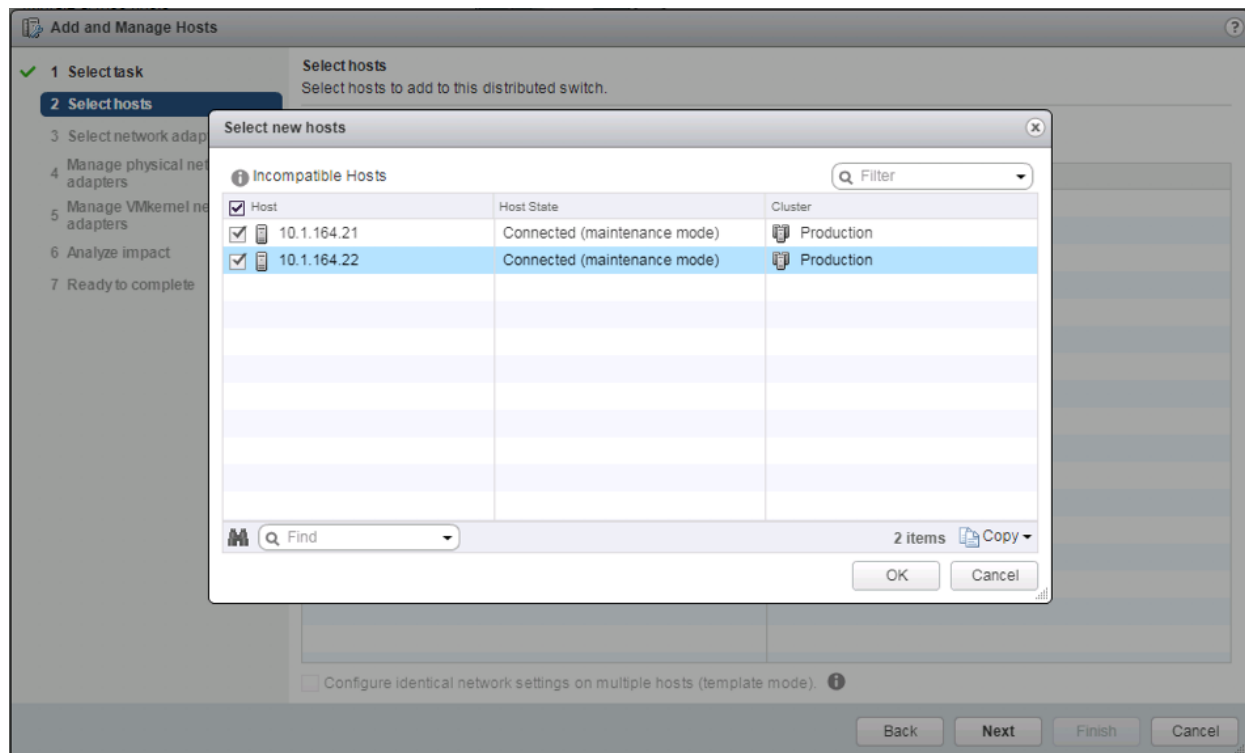 Add and Manage Hosts
1 Select task
2 Select hosts
3 Select network adap
4 Manage physical net
adapters
5 Manage VMkernel ne
adapters
6 Analyze impact
7 Ready to complete
Select hosts
Select hosts to add to this distributed switch.
Select new hosts
Incompatible Hosts
Filter
Host Host State Cluster
10.1.164.21 Connected (maintenance mode) Production
10.1.164.22 Connected (maintenance mode) Production
Find
2 items Copy
OK Cancel
Configure identical network settings on multiple hosts (template mode).
Back Next Finish Cancel